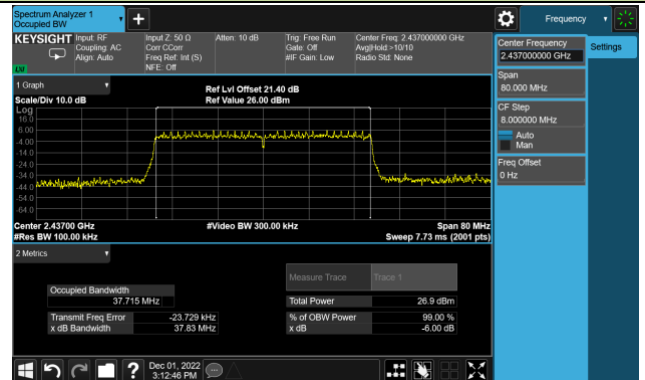 Spectrum Analyzer 1
Occupied BW
+
Frequency
KEYSIGHT Input: RF Input Z: 50 Ω Atten: 10 dB Trig: Free Run Center Freq: 2.437000000 GHz
Coupling: AC Corr CCorr Gate: Off Avg|Hold:>10/10
Align: Auto Freq Ref: Int (S) #IF Gain: Low Radio Std: None
NFE: Off
Center Frequency
2.437000000 GHz
Settings
Span
80.000 MHz
CF Step
8.000000 MHz
Auto
Man
Freq Offset
0 Hz
1 Graph
Ref Lvl Offset 21.40 dB
Scale/Div 10.0 dB Ref Value 26.00 dBm
Log
16.0
6.00
-4.00
-14.0
-24.0
-34.0
-44.0
-54.0
-64.0
Center 2.43700 GHz #Video BW 300.00 kHz Span 80 MHz
#Res BW 100.00 kHz Sweep 7.73 ms (2001 pts)
2 Metrics
Measure Trace Trace 1
Occupied Bandwidth
37.715 MHz Total Power 26.9 dBm
Transmit Freq Error -23.729 kHz % of OBW Power 99.00 %
x dB Bandwidth 37.83 MHz x dB -6.00 dB
?
Dec 01, 2022
3:12:46 PM